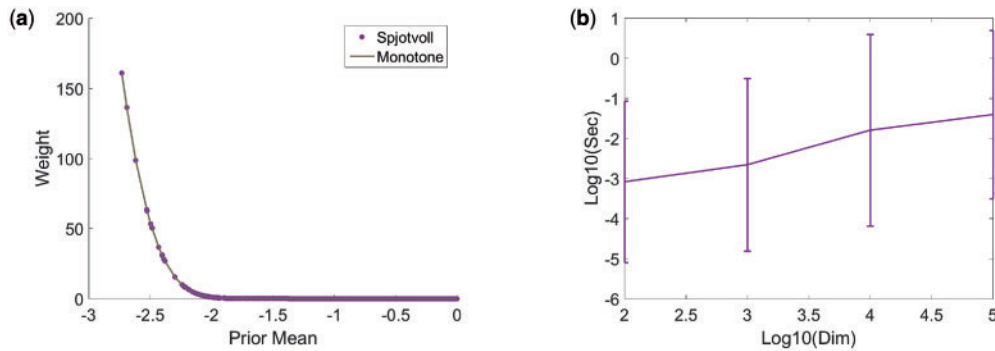 (a)
200
150
100
50
0
Weight
-3 -2.5 -2 -1.5 -1 -0.5 0
Prior Mean
Spjotvoll
Monotone
(b)
1
0
-1
-2
-3
-4
-5
-6
Log10(Sec)
2 2.5 3 3.5 4 4.5 5
Log10(Dim)